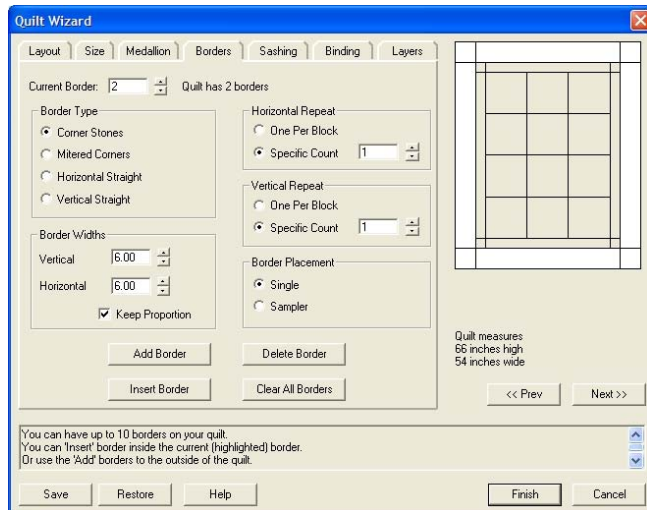 Quilt Wizard
Layout Size Medallion Borders Sashing Binding Layers
Current Border: 2 Quilt has 2 borders
Border Type
Corner Stones
Mitered Corners
Horizontal Straight
Vertical Straight
Horizontal Repeat
One Per Block
Specific Count 1
Vertical Repeat
One Per Block
Specific Count 1
Border Widths
Vertical 6.00
Horizontal 6.00
Keep Proportion
Border Placement
Single
Sampler
Add Border Delete Border
Insert Border Clear All Borders
Quilt measures
66 inches high
54 inches wide
<< Prev Next >>
You can have up to 10 borders on your quilt.
You can 'Insert' border inside the current (highlighted) border.
Or use the 'Add' borders to the outside of the quilt.
Save Restore Help Finish Cancel